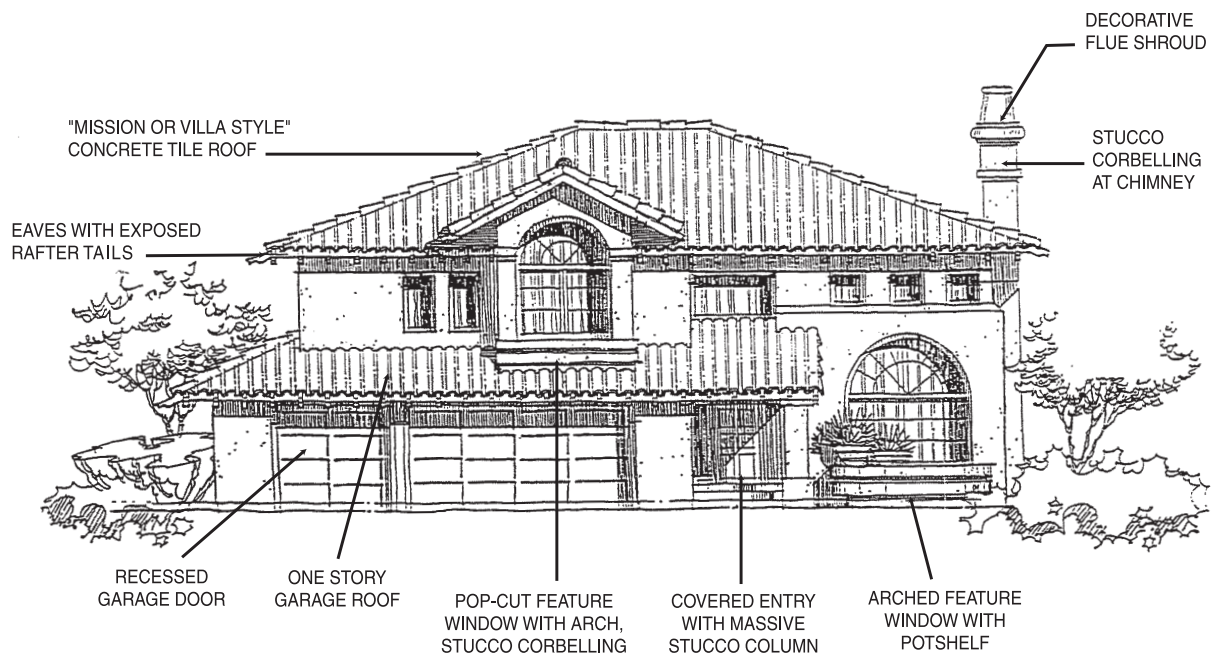 DECORATIVE
FLUE SHROUD
"MISSION OR VILLA STYLE"
CONCRETE TILE ROOF
STUCCO
CORBELLING
AT CHIMNEY
EAVES WITH EXPOSED
RAFTER TAILS
RECESSED
GARAGE DOOR
ONE STORY
GARAGE ROOF
POP-CUT FEATURE
WINDOW WITH ARCH,
STUCCO CORBELLING
COVERED ENTRY
WITH MASSIVE
STUCCO COLUMN
ARCHED FEATURE
WINDOW WITH
POTSHELF